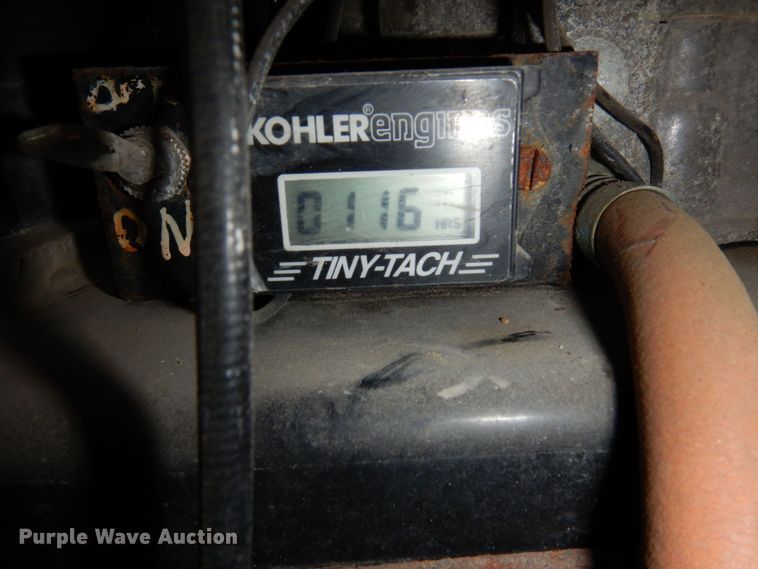 KOHLER® engines
0116 HRS
TINY-TACH
ON
Purple Wave Auction